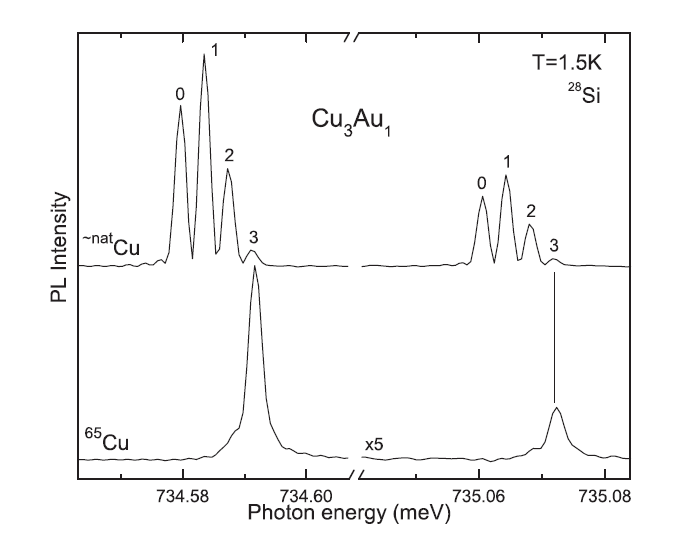 1
T=1.5K
0
²⁸Si
Cu₃Au₁
2
1
0
2
3
3
~natCu
PL Intensity
⁶⁵Cu
x5
734.58
734.60
735.06
735.08
Photon energy (meV)